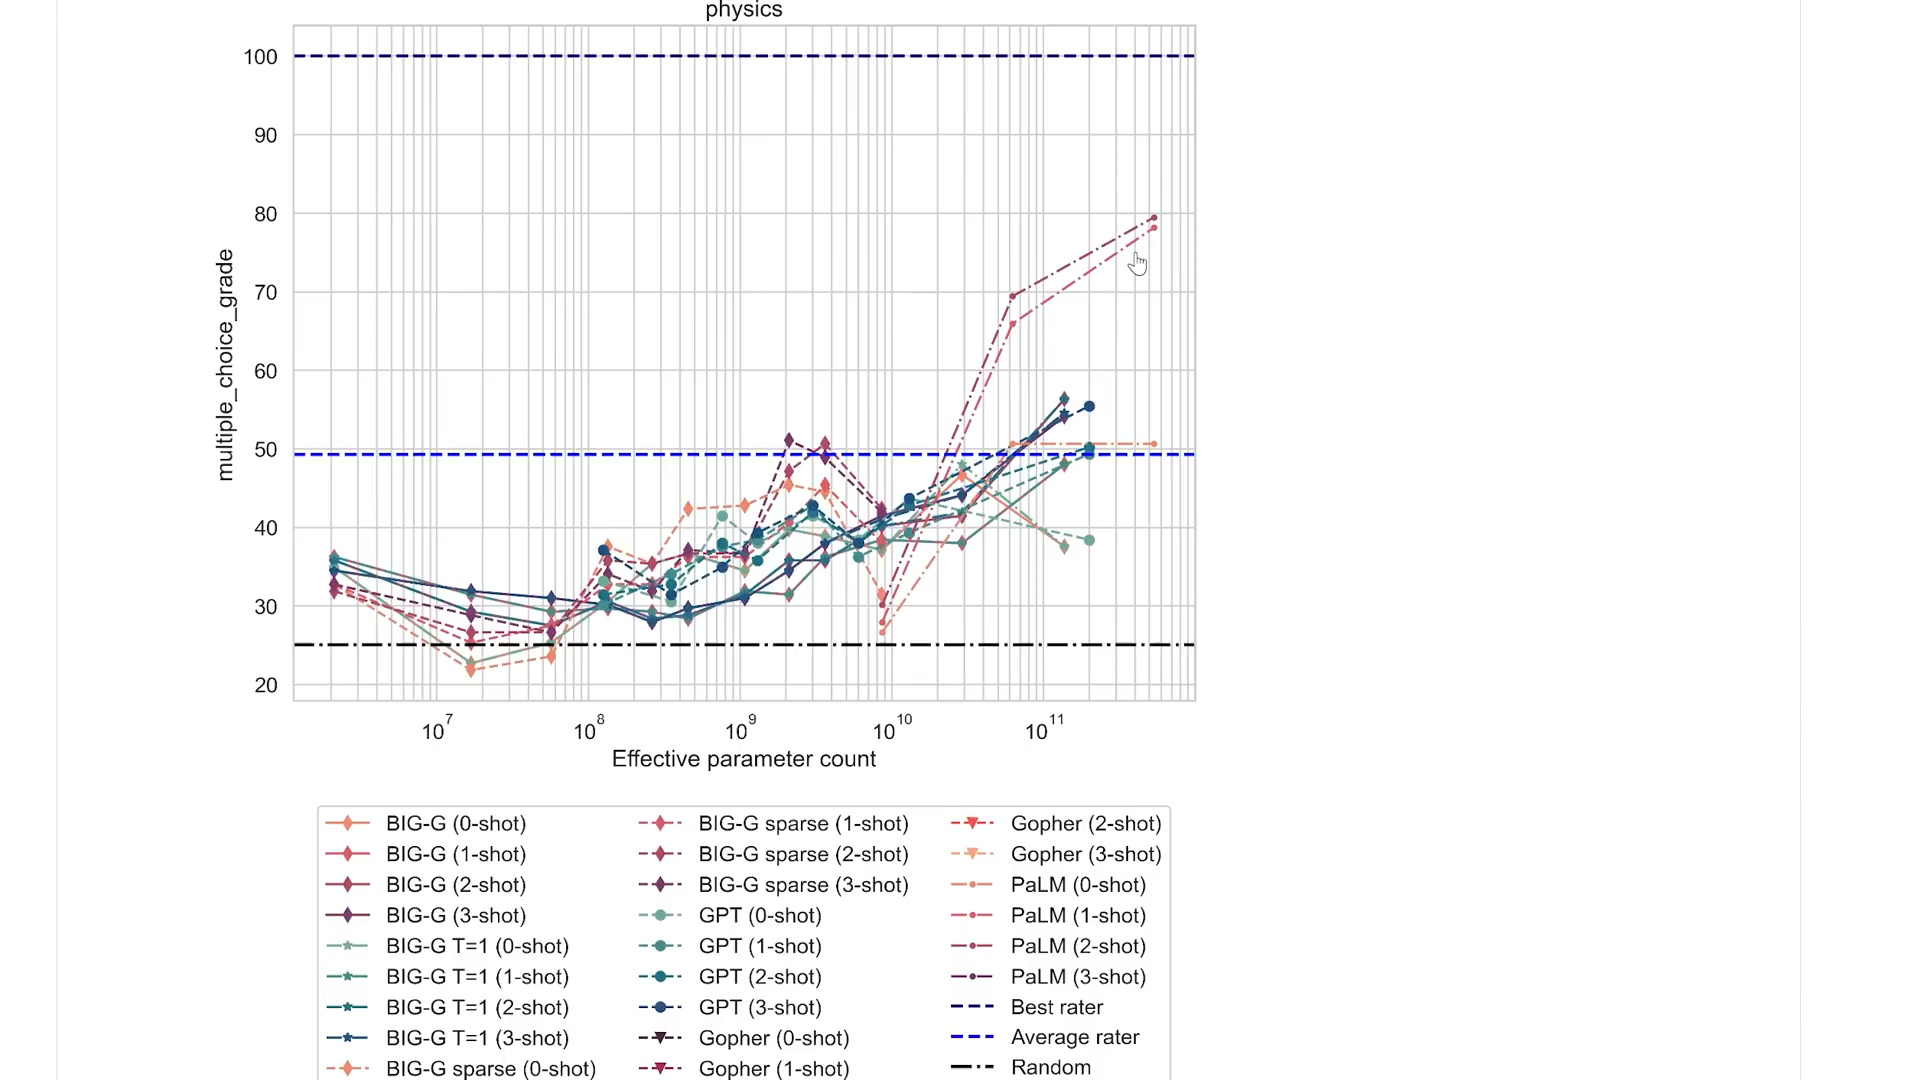 physics
100
90
80
70
60
50
40
30
20
multiple_choice_grade
10^7 10^8 10^9 10^10 10^11
Effective parameter count
BIG-G (0-shot)
BIG-G (1-shot)
BIG-G (2-shot)
BIG-G (3-shot)
BIG-G T=1 (0-shot)
BIG-G T=1 (1-shot)
BIG-G T=1 (2-shot)
BIG-G T=1 (3-shot)
BIG-G sparse (0-shot)
BIG-G sparse (1-shot)
BIG-G sparse (2-shot)
BIG-G sparse (3-shot)
GPT (0-shot)
GPT (1-shot)
GPT (2-shot)
GPT (3-shot)
Gopher (0-shot)
Gopher (1-shot)
Gopher (2-shot)
Gopher (3-shot)
PaLM (0-shot)
PaLM (1-shot)
PaLM (2-shot)
PaLM (3-shot)
Best rater
Average rater
Random